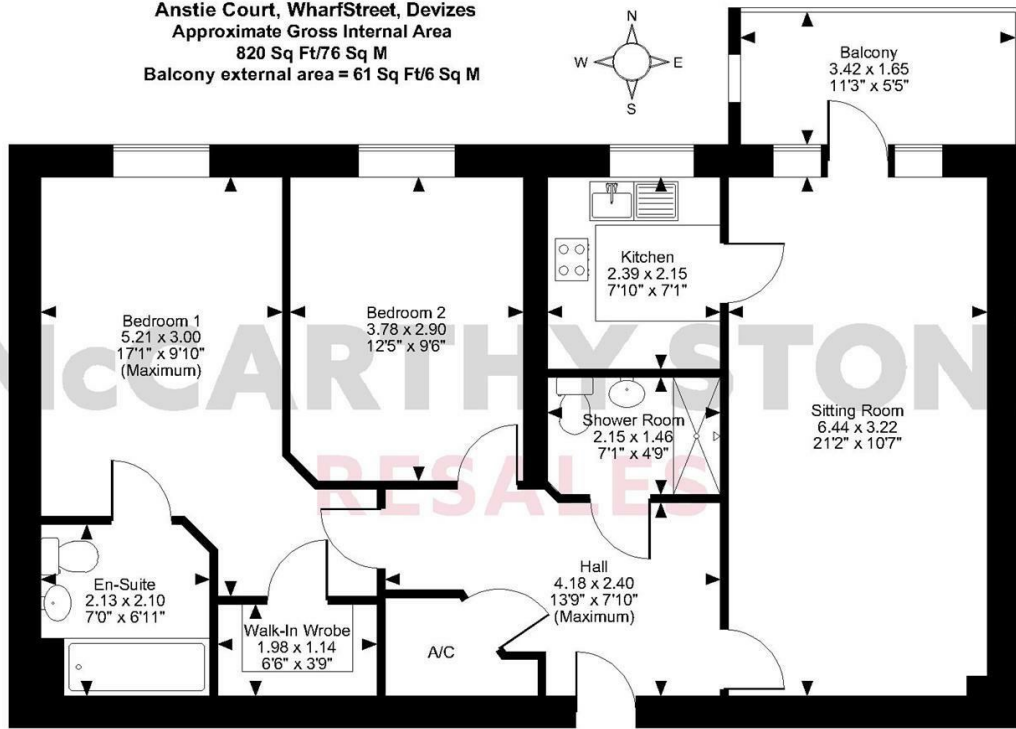 Anstie Court, WharfStreet, Devizes
Approximate Gross Internal Area
820 Sq Ft/76 Sq M
Balcony external area = 61 Sq Ft/6 Sq M
N
W
E
S
Balcony
3.42 x 1.65
11'3" x 5'5"
Kitchen
2.39 x 2.15
7'10" x 7'1"
Bedroom 1
5.21 x 3.00
17'1" x 9'10"
(Maximum)
Bedroom 2
3.78 x 2.90
12'5" x 9'6"
McCARTHY STON
RESALES
Shower Room
2.15 x 1.46
7'1" x 4'9"
Sitting Room
6.44 x 3.22
21'2" x 10'7"
En-Suite
2.13 x 2.10
7'0" x 6'11"
Hall
4.18 x 2.40
13'9" x 7'10"
(Maximum)
Walk-In Wrobe
1.98 x 1.14
6'6" x 3'9"
A/C